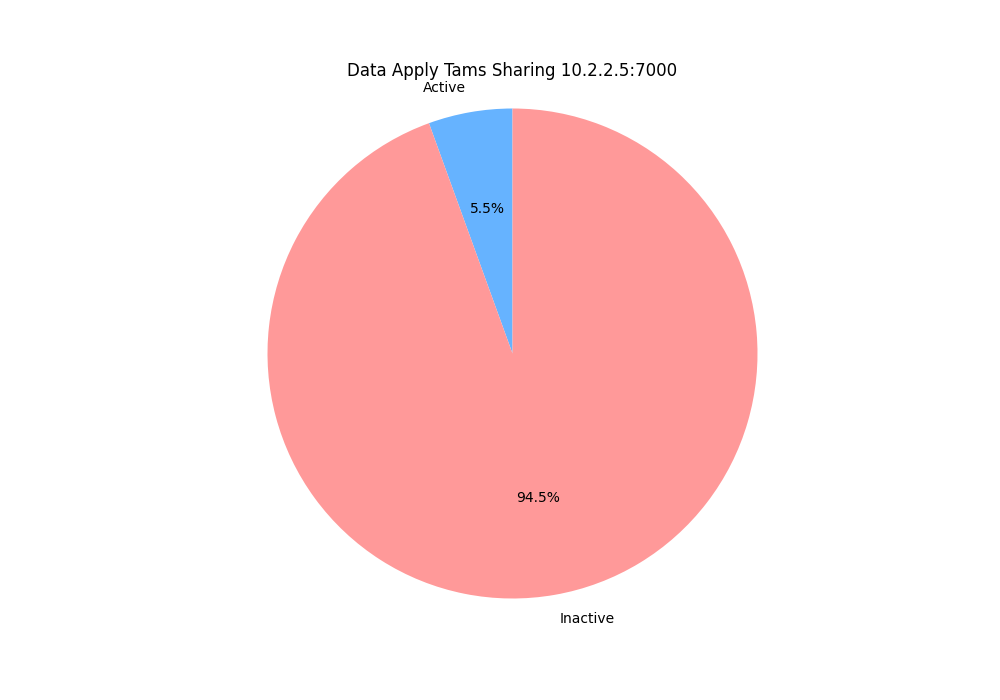 Data Apply Tams Sharing 10.2.2.5:7000
Active
5.5%
94.5%
Inactive